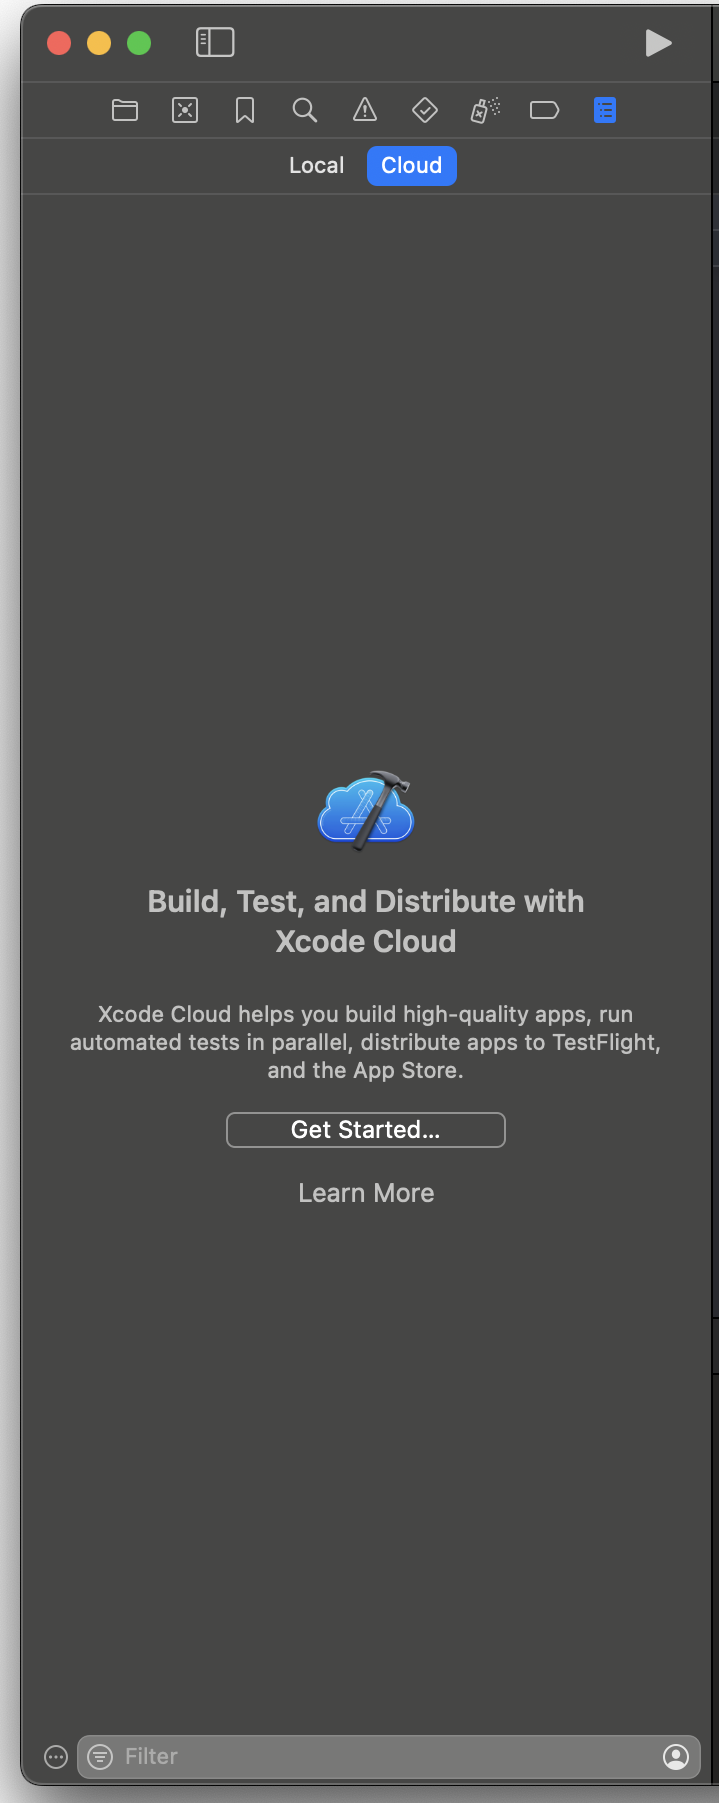 Local Cloud
Build, Test, and Distribute with
Xcode Cloud
Xcode Cloud helps you build high-quality apps, run
automated tests in parallel, distribute apps to TestFlight,
and the App Store.
Get Started...
Learn More
Filter